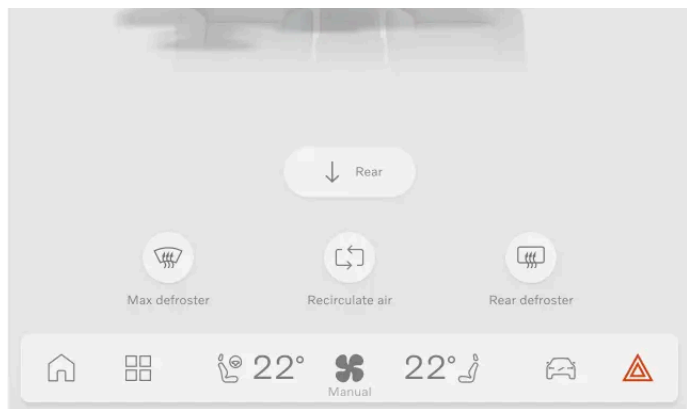 Rear
Max defroster
Recirculate air
Rear defroster
22°
22°
Manual